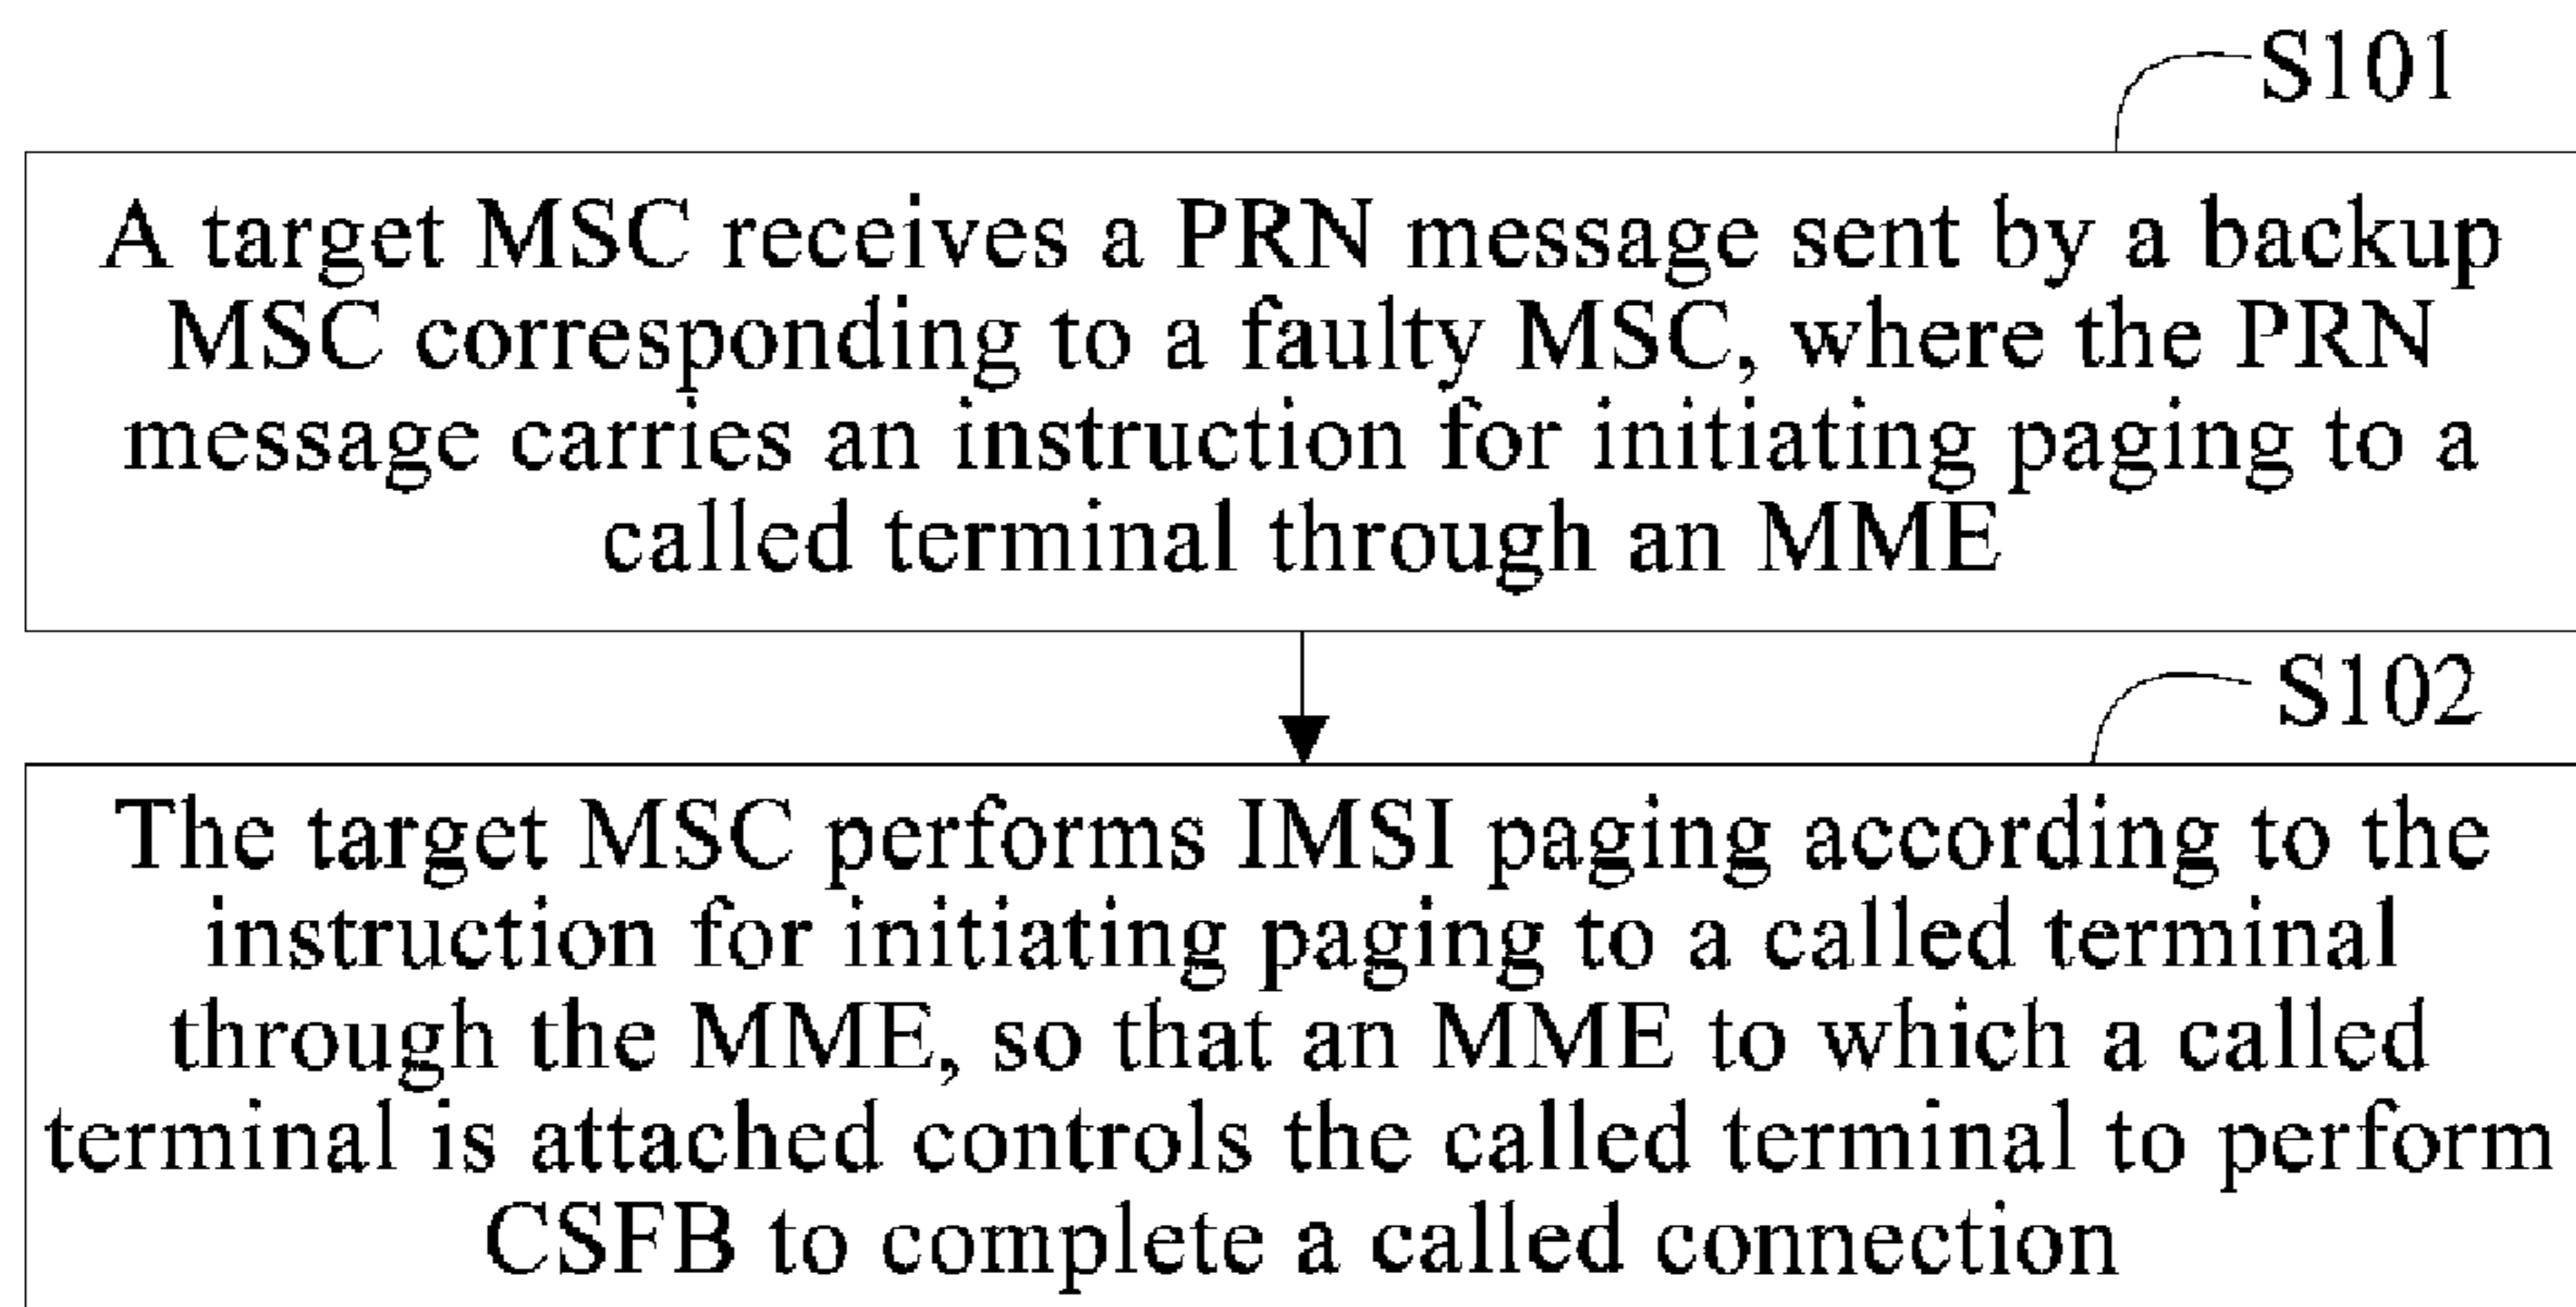 S101
A target MSC receives a PRN message sent by a backup
MSC corresponding to a faulty MSC, where the PRN
message carries an instruction for initiating paging to a
called terminal through an MME
S102
The target MSC performs IMSI paging according to the
instruction for initiating paging to a called terminal
through the MME, so that an MME to which a called
terminal is attached controls the called terminal to perform
CSFB to complete a called connection